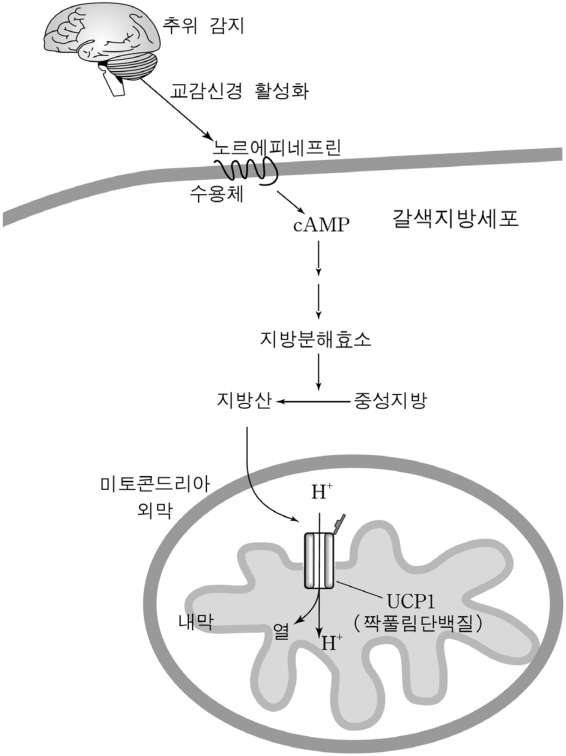 추위 감지
교감신경 활성화
노르에피네프린
수용체
cAMP
갈색지방세포
지방분해효소
지방산
중성지방
미토콘드리아
외막
H⁺
UCP1
(짝풀림단백질)
내막
열
H⁺